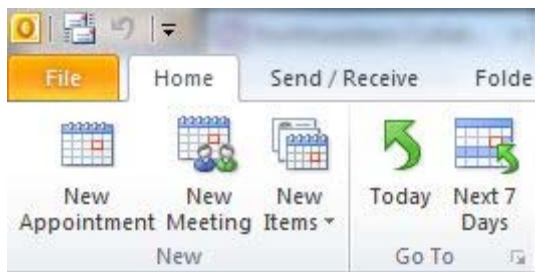 File Home Send / Receive Folde
New Appointment New Meeting New Items Today Next 7 Days
New Go To